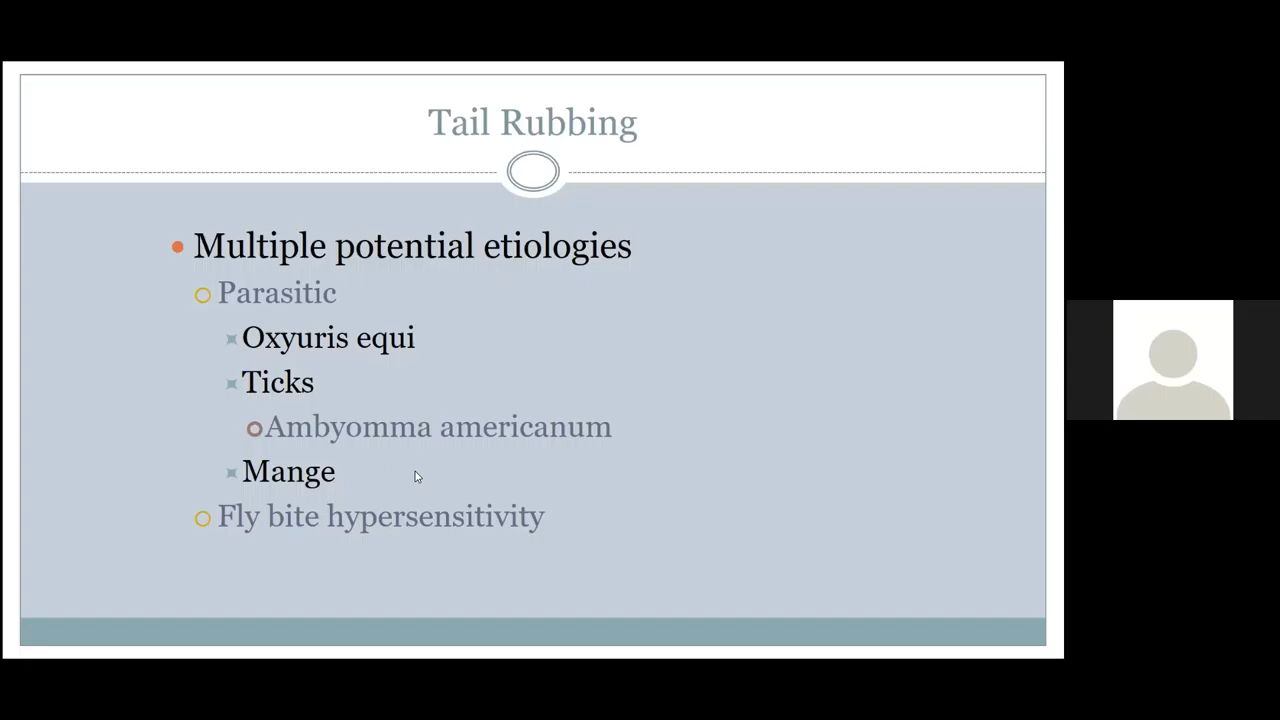 Tail Rubbing
Multiple potential etiologies
Parasitic
Oxyuris equi
Ticks
Ambyomma americanum
Mange
Fly bite hypersensitivity